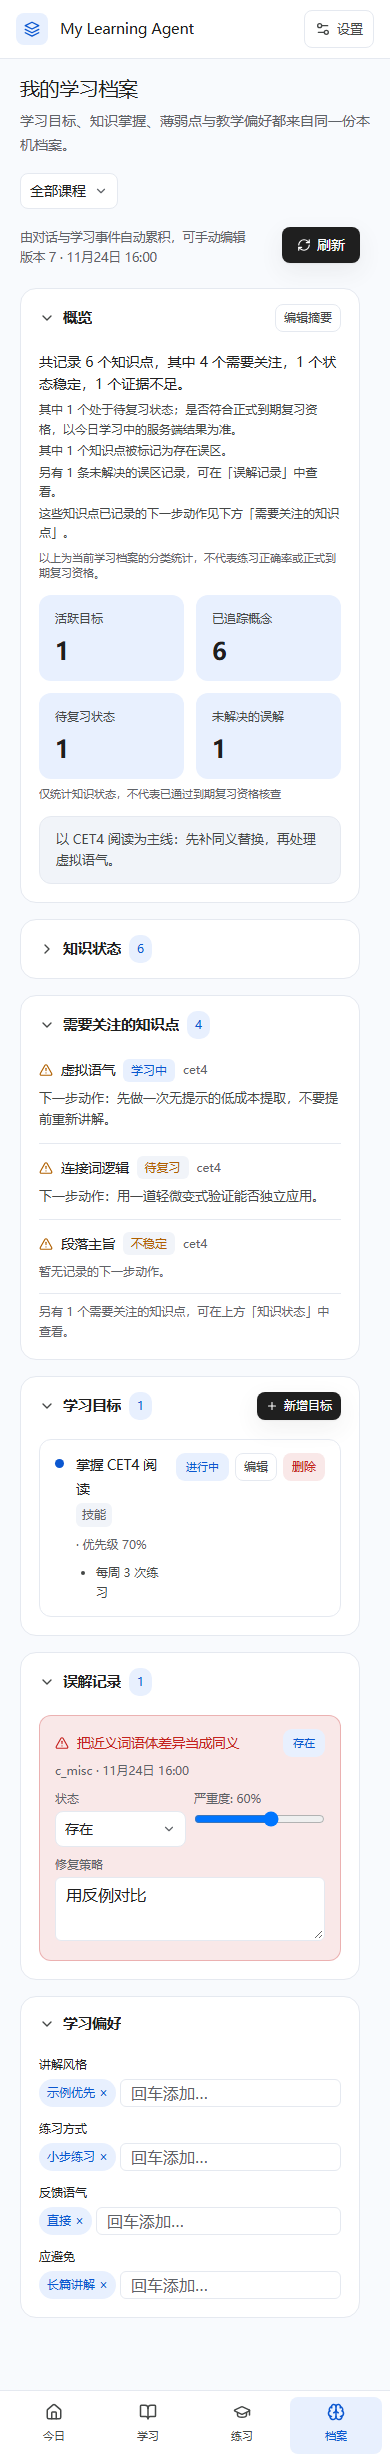 My Learning Agent
设置
我的学习档案
学习目标、知识掌握、薄弱点与教学偏好都来自同一份本
机档案。
全部课程
由对话与学习事件自动累积，可手动编辑
版本 7 · 11月24日 16:00
刷新
概览
编辑摘要
共记录 6 个知识点，其中 4 个需要关注，1 个状
态稳定，1 个证据不足。
其中 1 个处于待复习状态；是否符合正式到期复习资
格，以今日学习中的服务端结果为准。
其中 1 个知识点被标记为存在误区。
另有 1 条未解决的误区记录，可在「误解记录」中查
看。
这些知识点已记录的下一步动作见下方「需要关注的知识
点」。
以上为当前学习档案的分类统计，不代表练习正确率或正式到
期复习资格。
活跃目标
1
已追踪概念
6
待复习状态
1
未解决的误解
1
仅统计知识状态，不代表已通过到期复习资格核查
以 CET4 阅读为主线：先补同义替换，再处理
虚拟语气。
知识状态 6
需要关注的知识点 4
虚拟语气 学习中 cet4
下一步动作：先做一次无提示的低成本提取，不要提
前重新讲解。
连接词逻辑 待复习 cet4
下一步动作：用一道轻微变式验证能否独立应用。
段落主旨 不稳定 cet4
暂无记录的下一步动作。
另有 1 个需要关注的知识点，可在上方「知识状态」中
查看。
学习目标 1
+ 新增目标
掌握 CET4 阅
读
进行中 编辑 删除
技能
· 优先级 70%
• 每周 3 次练
习
误解记录 1
把近义词语体差异当成同义
存在
c_misc · 11月24日 16:00
状态
存在
严重度: 60%
修复策略
用反例对比
学习偏好
讲解风格
示例优先 × 回车添加...
练习方式
小步练习 × 回车添加...
反馈语气
直接 × 回车添加...
应避免
长篇讲解 × 回车添加...
今日
学习
练习
档案